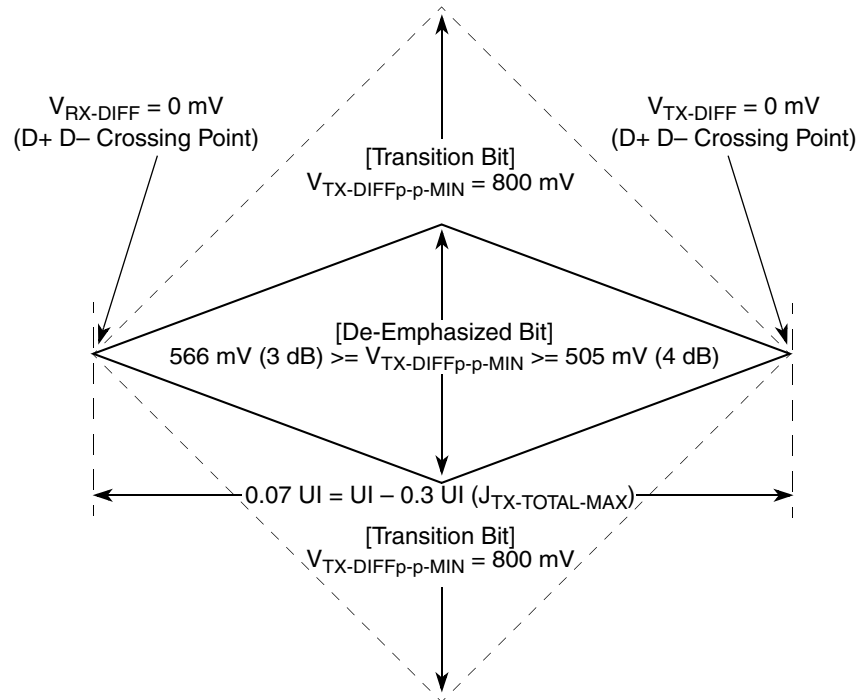 V_RX-DIFF = 0 mV
(D+ D– Crossing Point)
V_TX-DIFF = 0 mV
(D+ D– Crossing Point)
[Transition Bit]
V_TX-DIFFp-p-MIN = 800 mV
[De-Emphasized Bit]
566 mV (3 dB) >= V_TX-DIFFp-p-MIN >= 505 mV (4 dB)
0.07 UI = UI – 0.3 UI (J_TX-TOTAL-MAX)
[Transition Bit]
V_TX-DIFFp-p-MIN = 800 mV